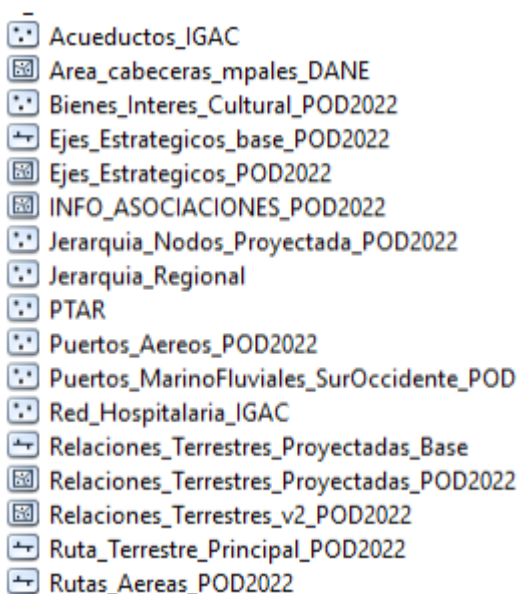 Acueductos_IGAC
Area_cabeceras_mpales_DANE
Bienes_Interes_Cultural_POD2022
Ejes_Estrategicos_base_POD2022
Ejes_Estrategicos_POD2022
INFO_ASOCIACIONES_POD2022
Jerarquia_Nodos_Proyectada_POD2022
Jerarquia_Regional
PTAR
Puertos_Aereos_POD2022
Puertos_MarinoFluviales_SurOccidente_POD
Red_Hospitalaria_IGAC
Relaciones_Terrestres_Proyectadas_Base
Relaciones_Terrestres_Proyectadas_POD2022
Relaciones_Terrestres_v2_POD2022
Ruta_Terrestre_Principal_POD2022
Rutas_Aereas_POD2022